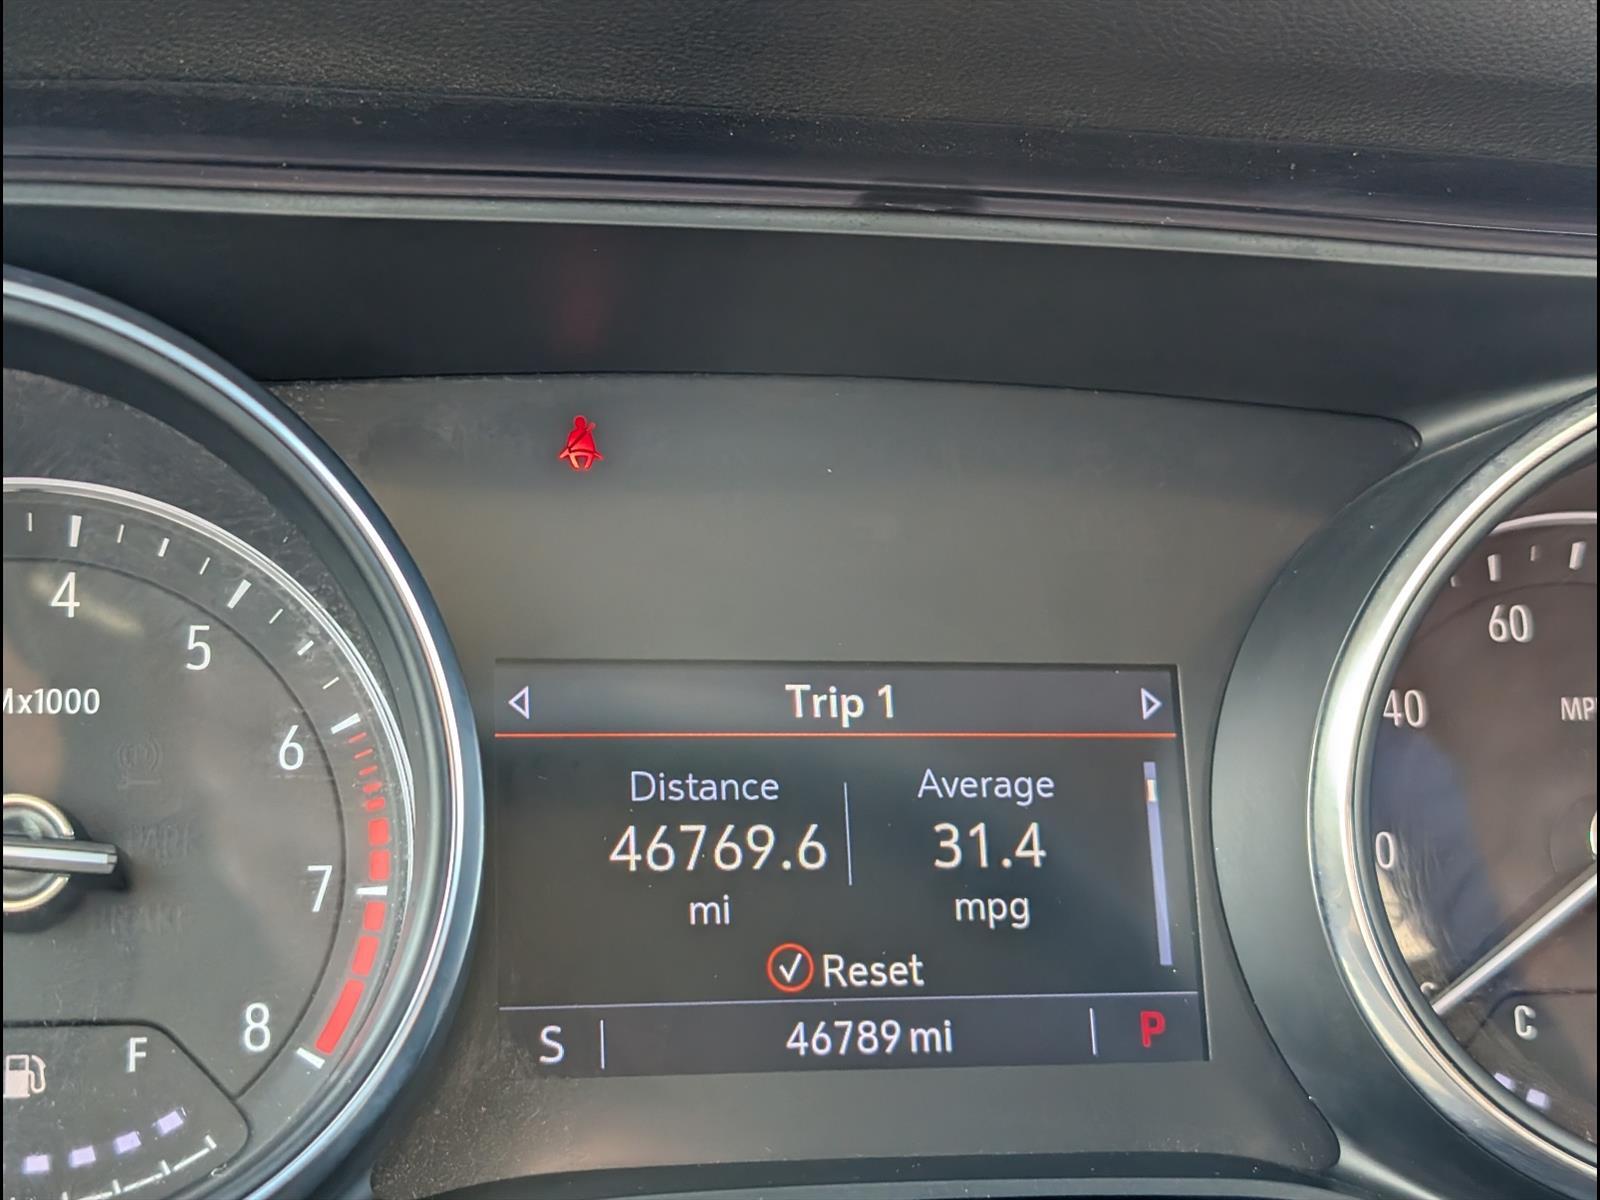 4
5
Mx1000
6
7
8
F
Trip 1
Distance
46769.6
mi
Average
31.4
mpg
Reset
S
46789 mi
P
60
40
MP
0
C